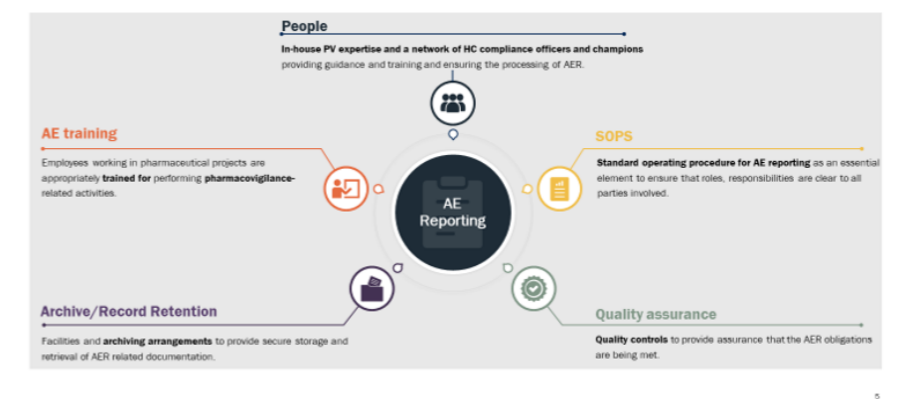 People
In-house PV expertise and a network of HC compliance officers and champions
providing guidance and training and ensuring the processing of AER.
AE training
Employees working in pharmaceutical projects are
appropriately trained for performing pharmacovigilance-
related activities.
SOPS
Standard operating procedure for AE reporting as an essential
element to ensure that roles, responsibilities are clear to all
parties involved.
AE
Reporting
Archive/Record Retention
Facilities and archiving arrangements to provide secure storage and
retrieval of AER related documentation.
Quality assurance
Quality controls to provide assurance that the AER obligations
are being met.
5